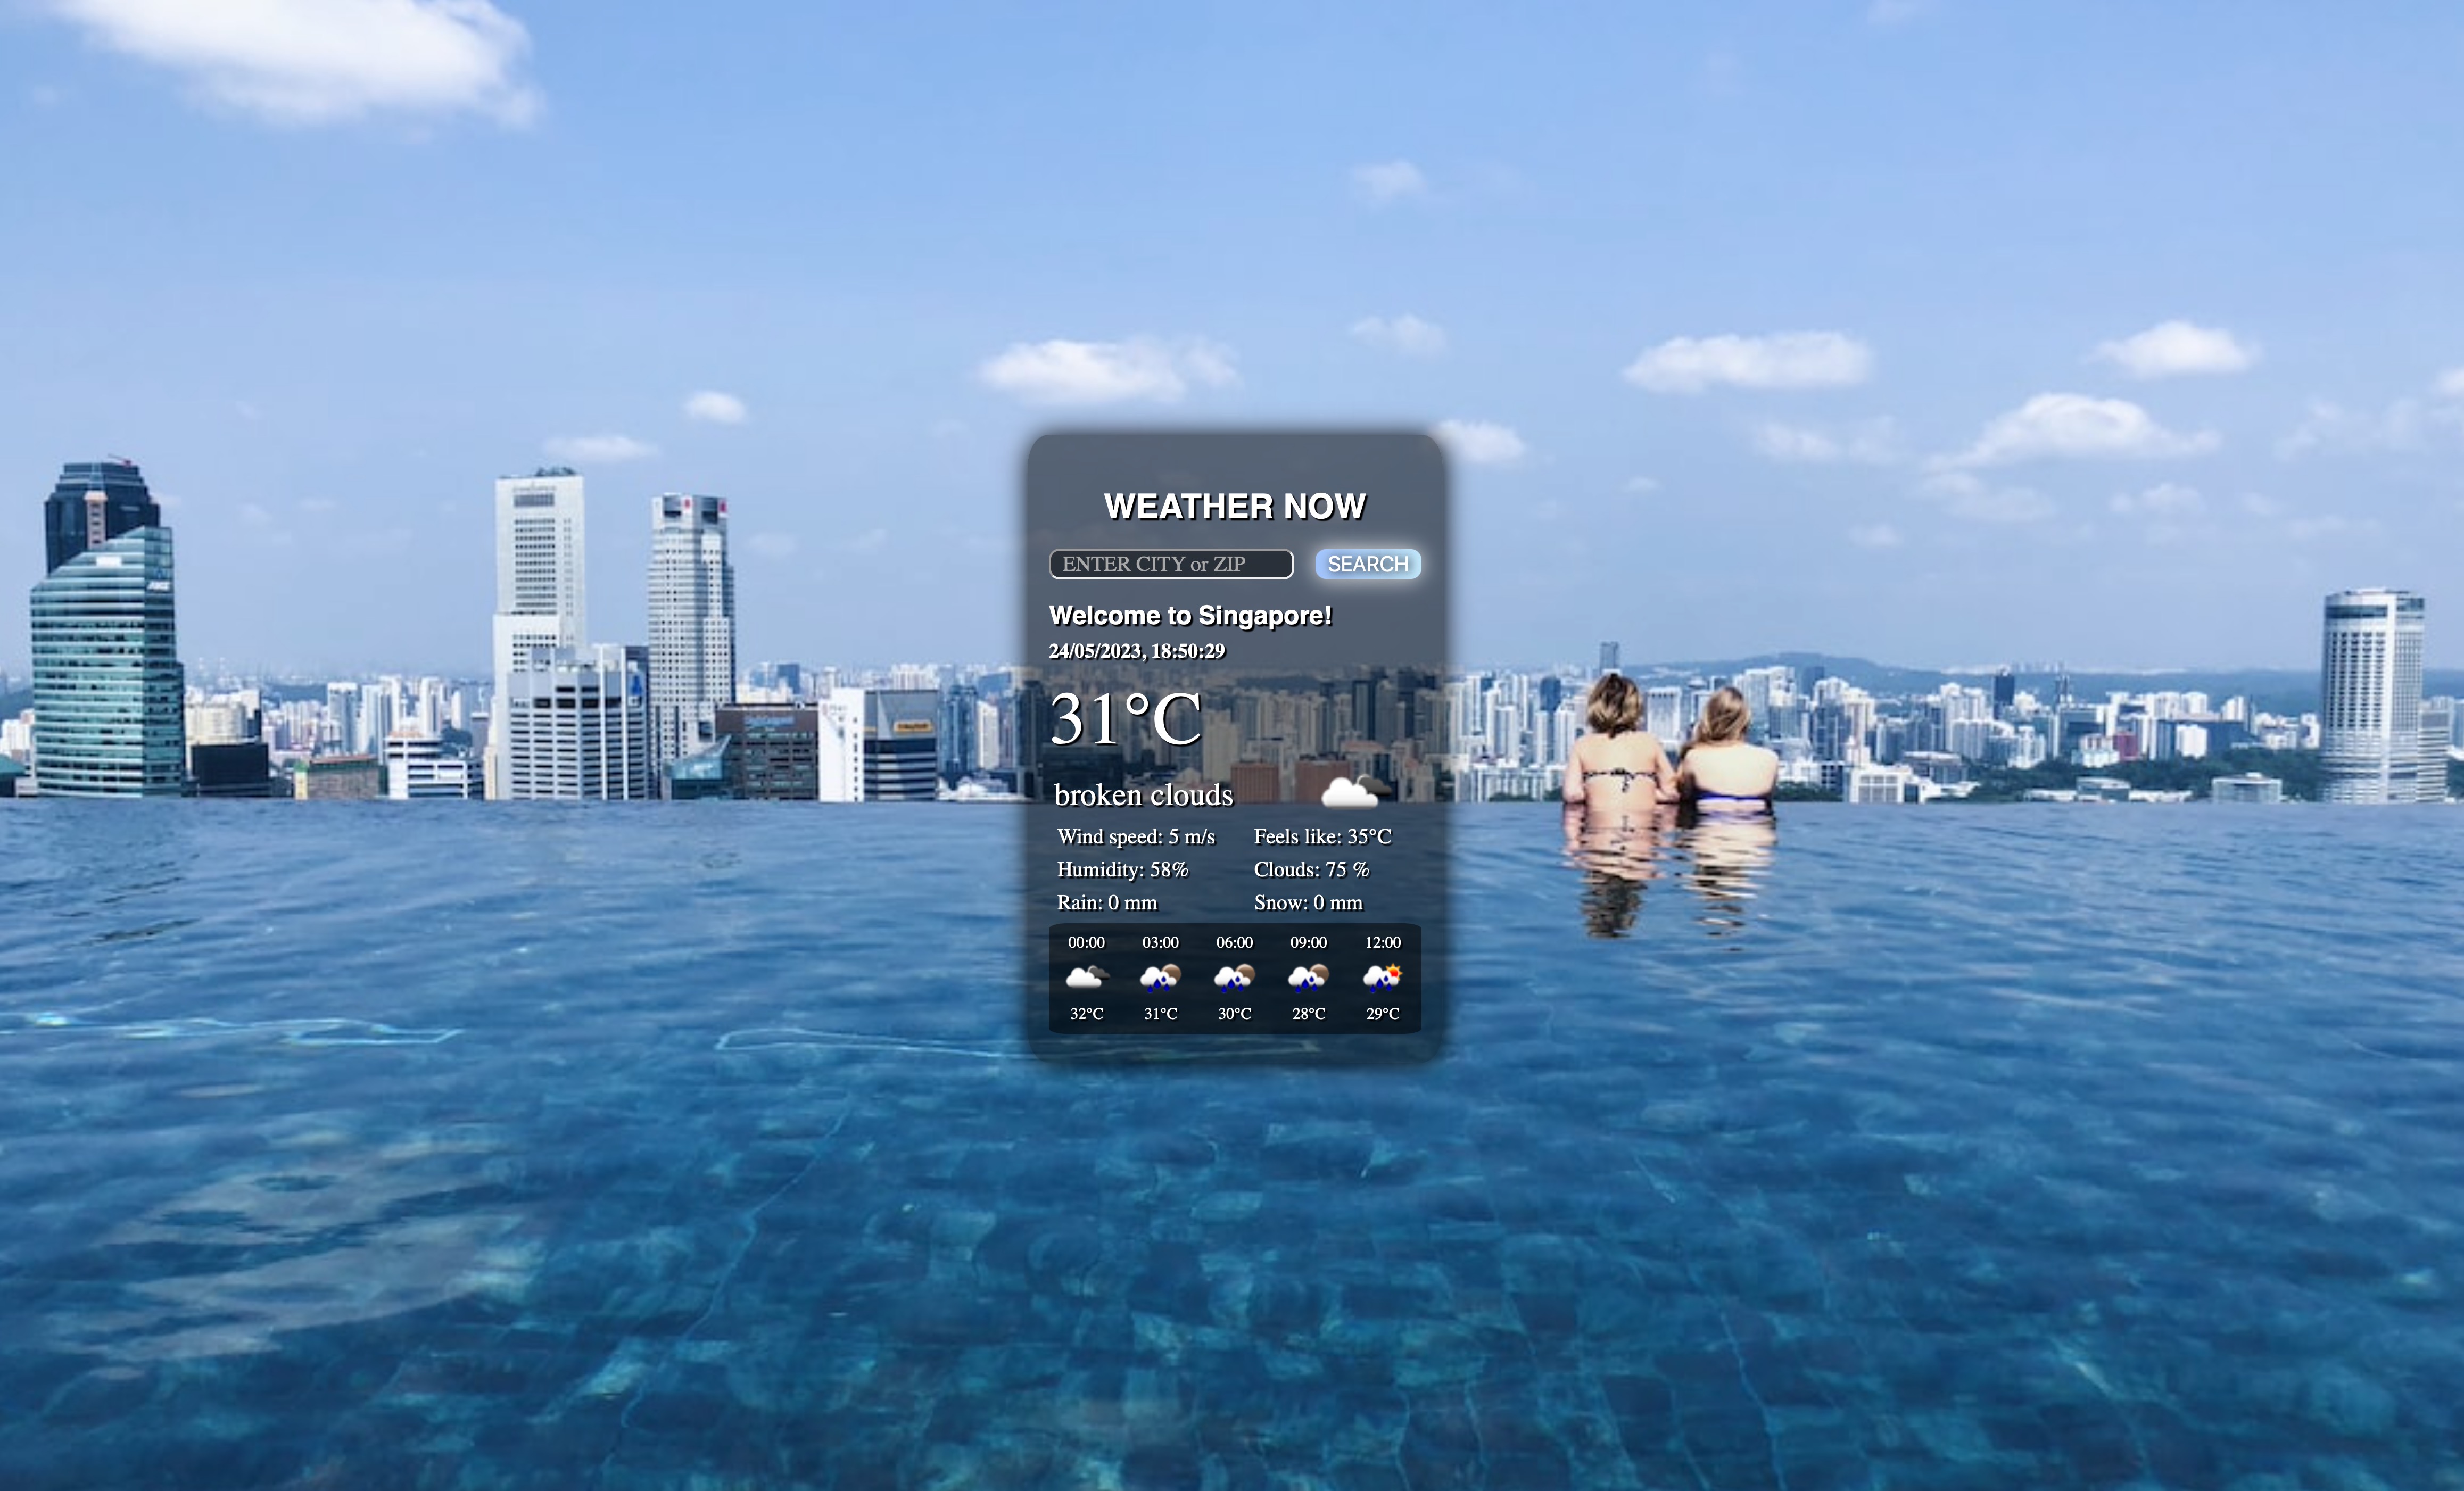 WEATHER NOW
ENTER CITY or ZIP SEARCH
Welcome to Singapore!
24/05/2023, 18:50:29
31°C
broken clouds
Wind speed: 5 m/s Feels like: 35°C
Humidity: 58% Clouds: 75 %
Rain: 0 mm Snow: 0 mm
00:00 03:00 06:00 09:00 12:00
32°C 31°C 30°C 28°C 29°C